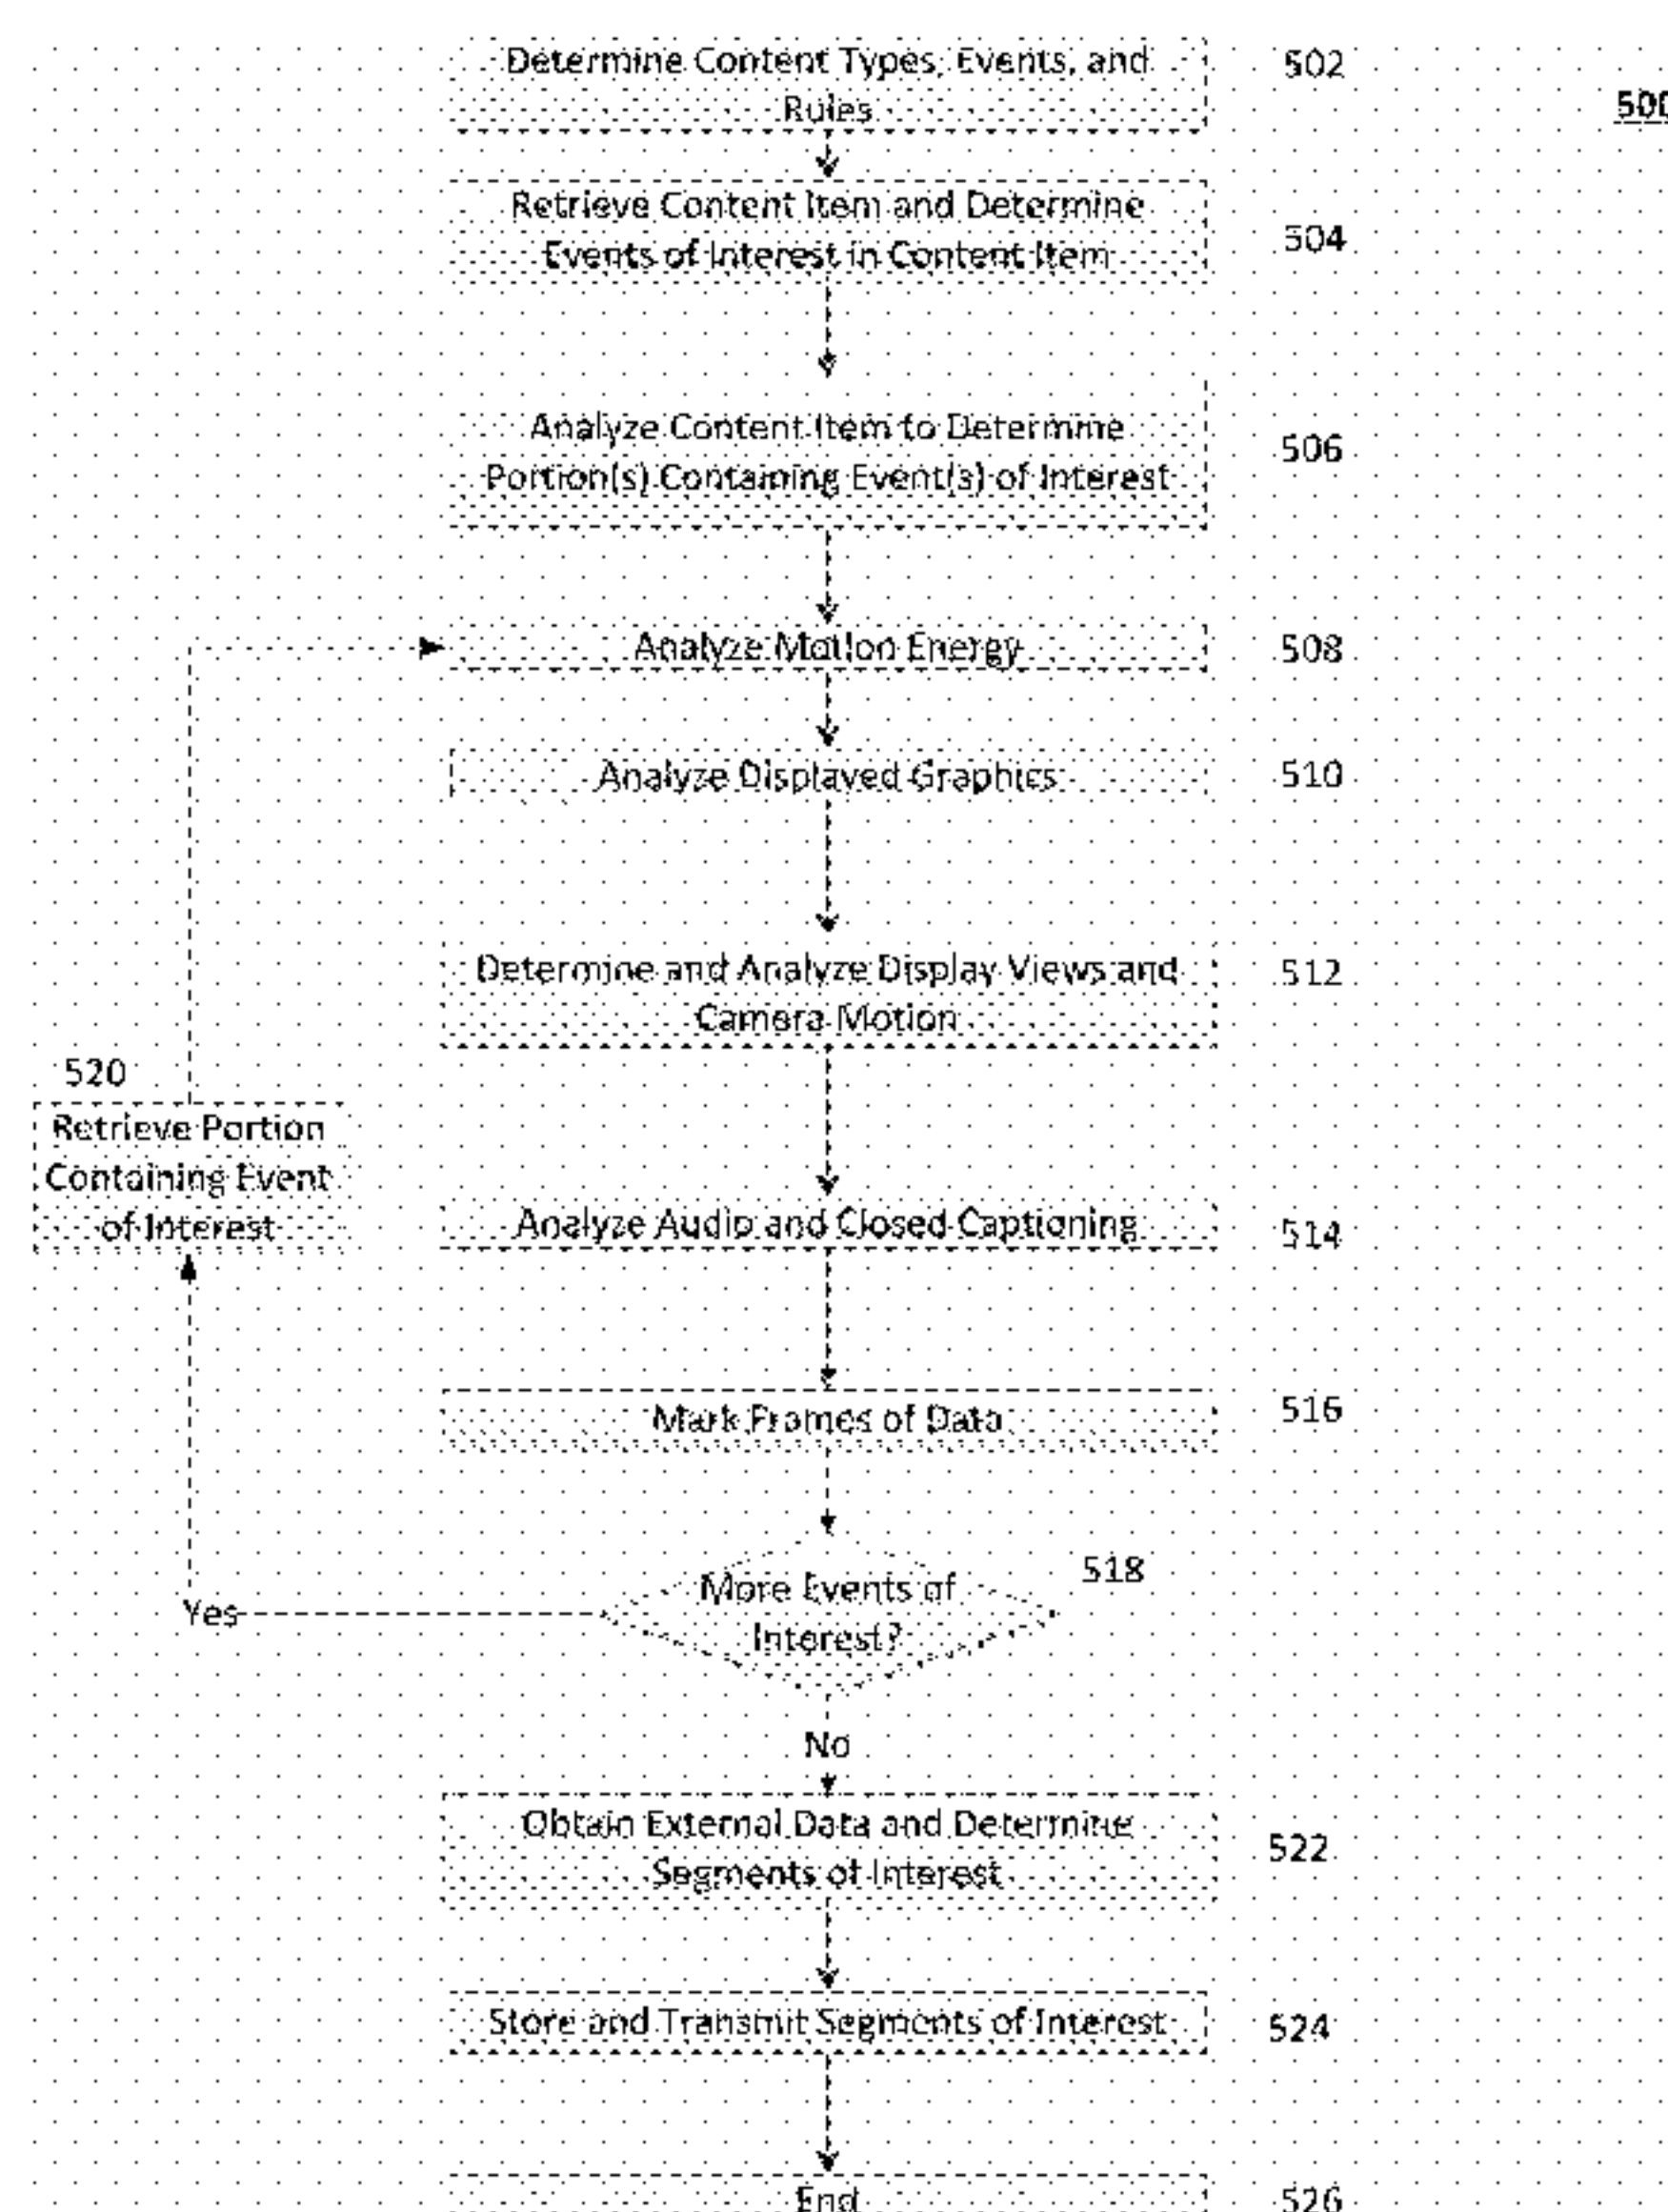 Determine Content Types, Events, and
Rules
502
500
Retrieve Content Item and Determine
Events of Interest in Content Item
504
Analyze Content Item to Determine
Portion(s) Containing Event(s) of Interest
506
Analyze Motion Energy
508
Analyze Displayed Graphics
510
Determine and Analyze Display Views and
Camera Motion
512
520
Retrieve Portion
Containing Event
of Interest
Analyze Audio and Closed Captioning
514
Mark Frames of Data
516
More Events of
Interest?
518
Yes
No
Obtain External Data and Determine
Segments of Interest
522
Store and Transmit Segments of Interest
524
End
526